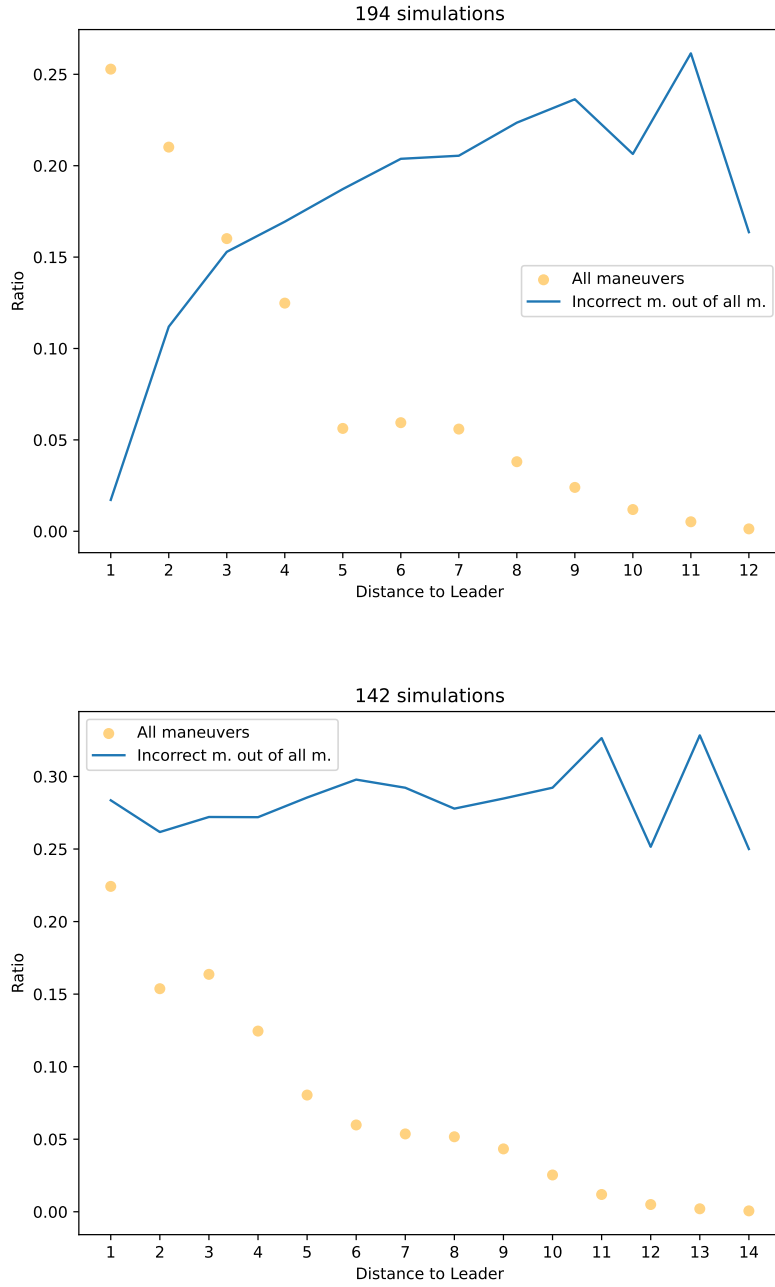 194 simulations
0.25
0.20
0.15
0.10
0.05
0.00
Ratio
All maneuvers
Incorrect m. out of all m.
1 2 3 4 5 6 7 8 9 10 11 12
Distance to Leader
142 simulations
All maneuvers
Incorrect m. out of all m.
0.30
0.25
0.20
0.15
0.10
0.05
0.00
Ratio
1 2 3 4 5 6 7 8 9 10 11 12 13 14
Distance to Leader